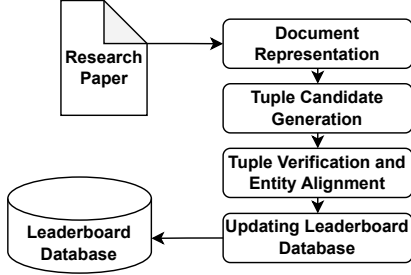 Research
Paper
Document
Representation
Tuple Candidate
Generation
Tuple Verification and
Entity Alignment
Updating Leaderboard
Database
Leaderboard
Database